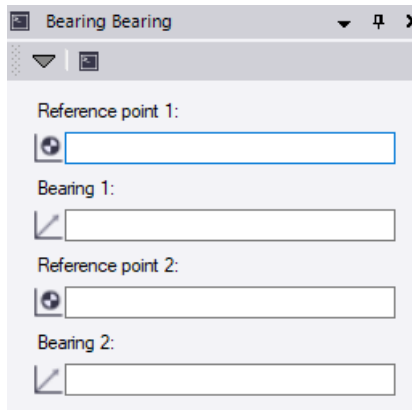 Bearing Bearing
Reference point 1:
Bearing 1:
Reference point 2:
Bearing 2: